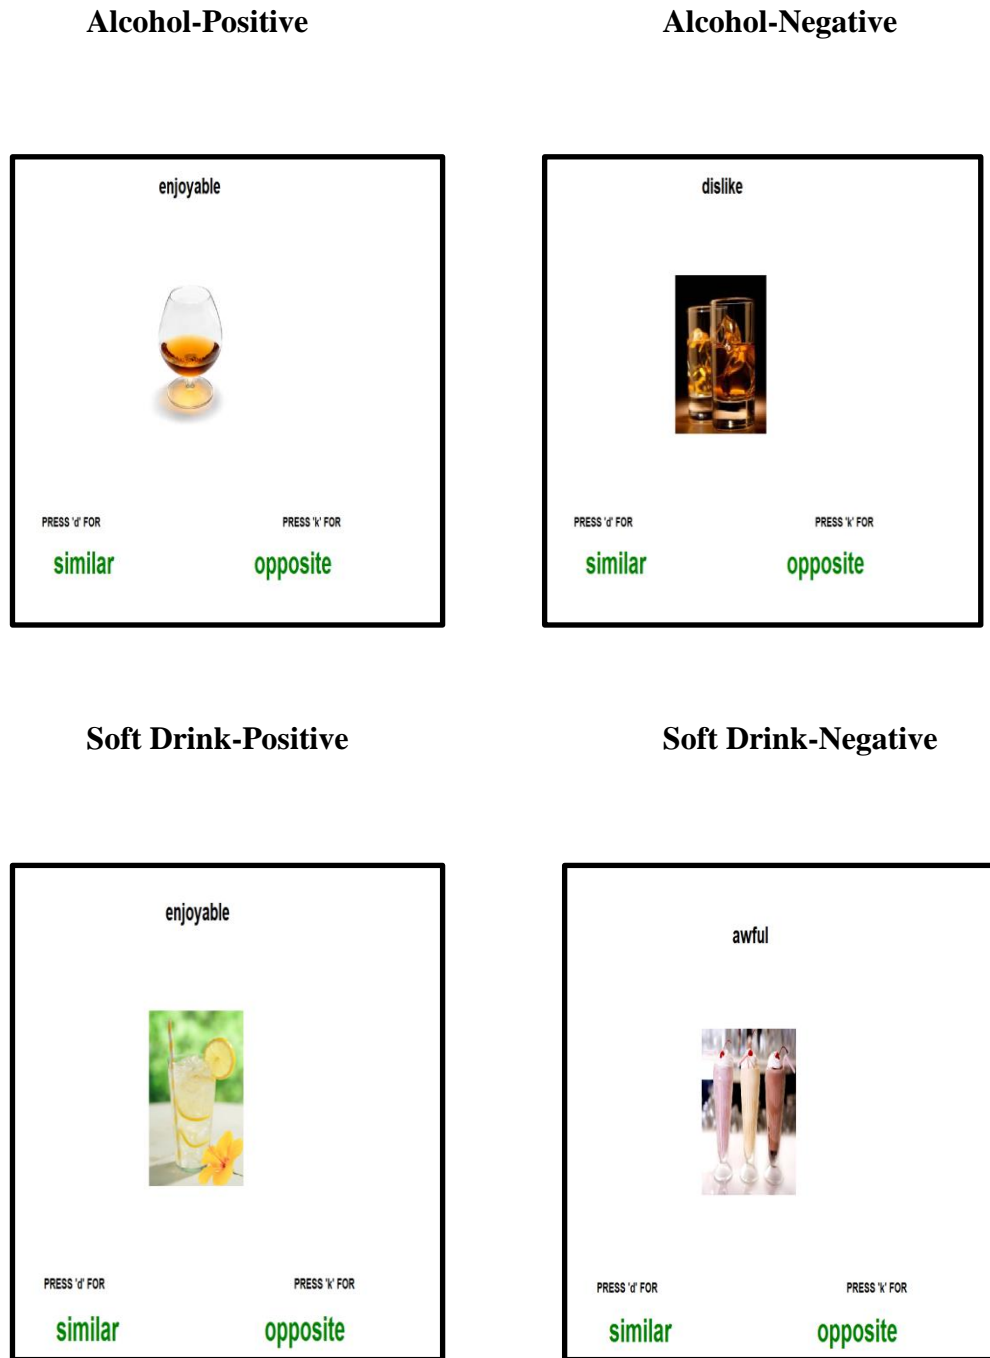 Alcohol-Positive
Alcohol-Negative
enjoyable
PRESS 'd' FOR
PRESS 'k' FOR
similar
opposite
dislike
PRESS 'd' FOR
PRESS 'k' FOR
similar
opposite
Soft Drink-Positive
Soft Drink-Negative
enjoyable
PRESS 'd' FOR
PRESS 'k' FOR
similar
opposite
awful
PRESS 'd' FOR
PRESS 'k' FOR
similar
opposite